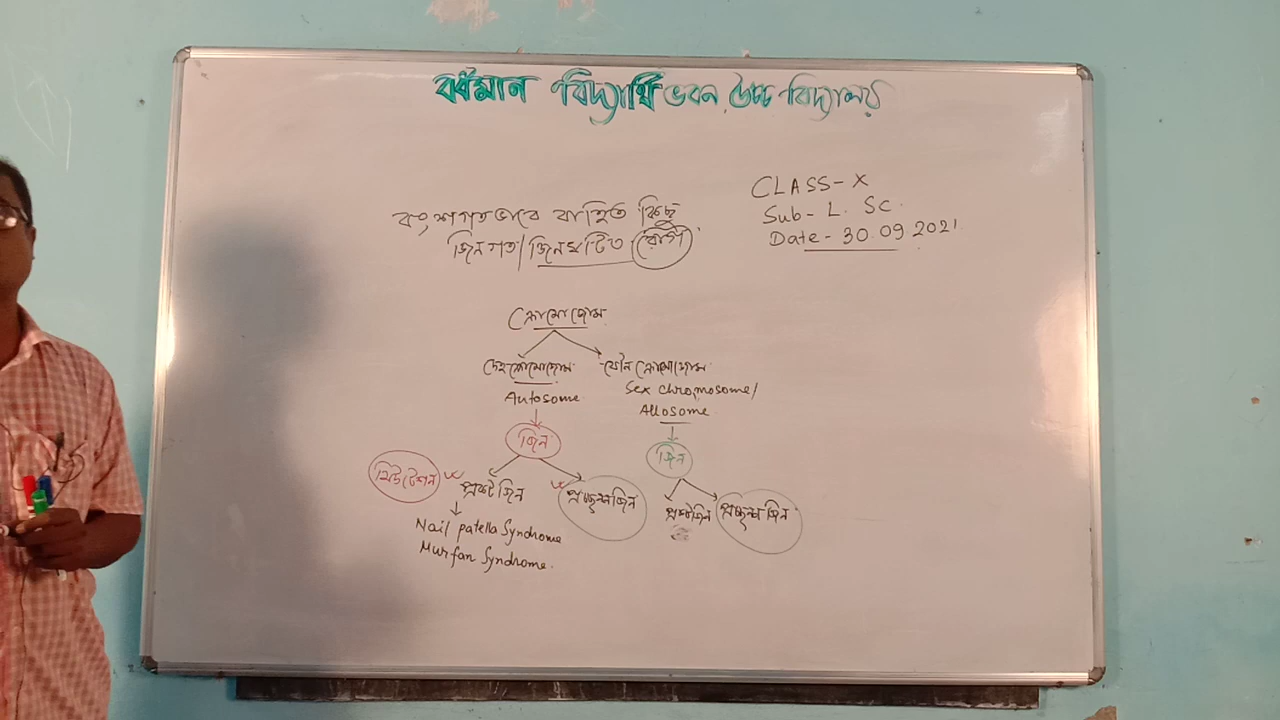 বর্ধমান বিদ্যার্থি ভবন উচ্চ বিদ্যালয়
CLASS - X
Sub - L. Sc.
Date - 30.09.2021
বংশগতভাবে বাহিত কিছু
জিনগত/জিনঘটিত রোগ
ক্রোমোজোম
দেহক্রোমোজোম
যৌন ক্রোমোজোম
Autosome
Sex chromosome/
Allosome
জিন
জিন
মিউটেশন
প্রকট জিন
প্রচ্ছন্ন জিন
প্রকট জিন
প্রচ্ছন্ন জিন
Nail patella Syndrome
Murfan Syndrome.